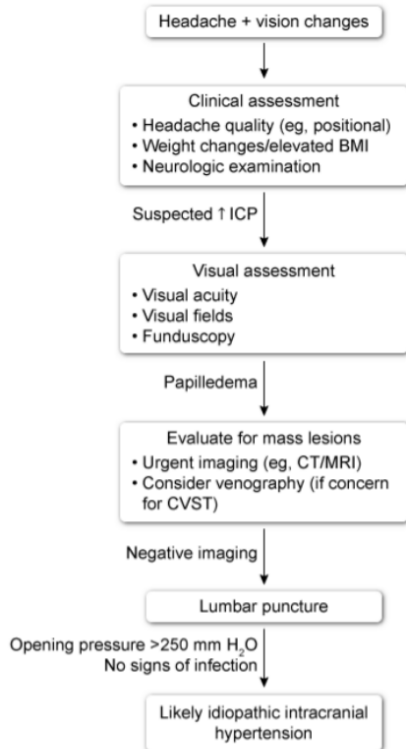 Headache + vision changes
Clinical assessment
• Headache quality (eg, positional)
• Weight changes/elevated BMI
• Neurologic examination
Suspected ↑ ICP
Visual assessment
• Visual acuity
• Visual fields
• Funduscopy
Papilledema
Evaluate for mass lesions
• Urgent imaging (eg, CT/MRI)
• Consider venography (if concern
for CVST)
Negative imaging
Lumbar puncture
Opening pressure >250 mm H₂O
No signs of infection
Likely idiopathic intracranial
hypertension